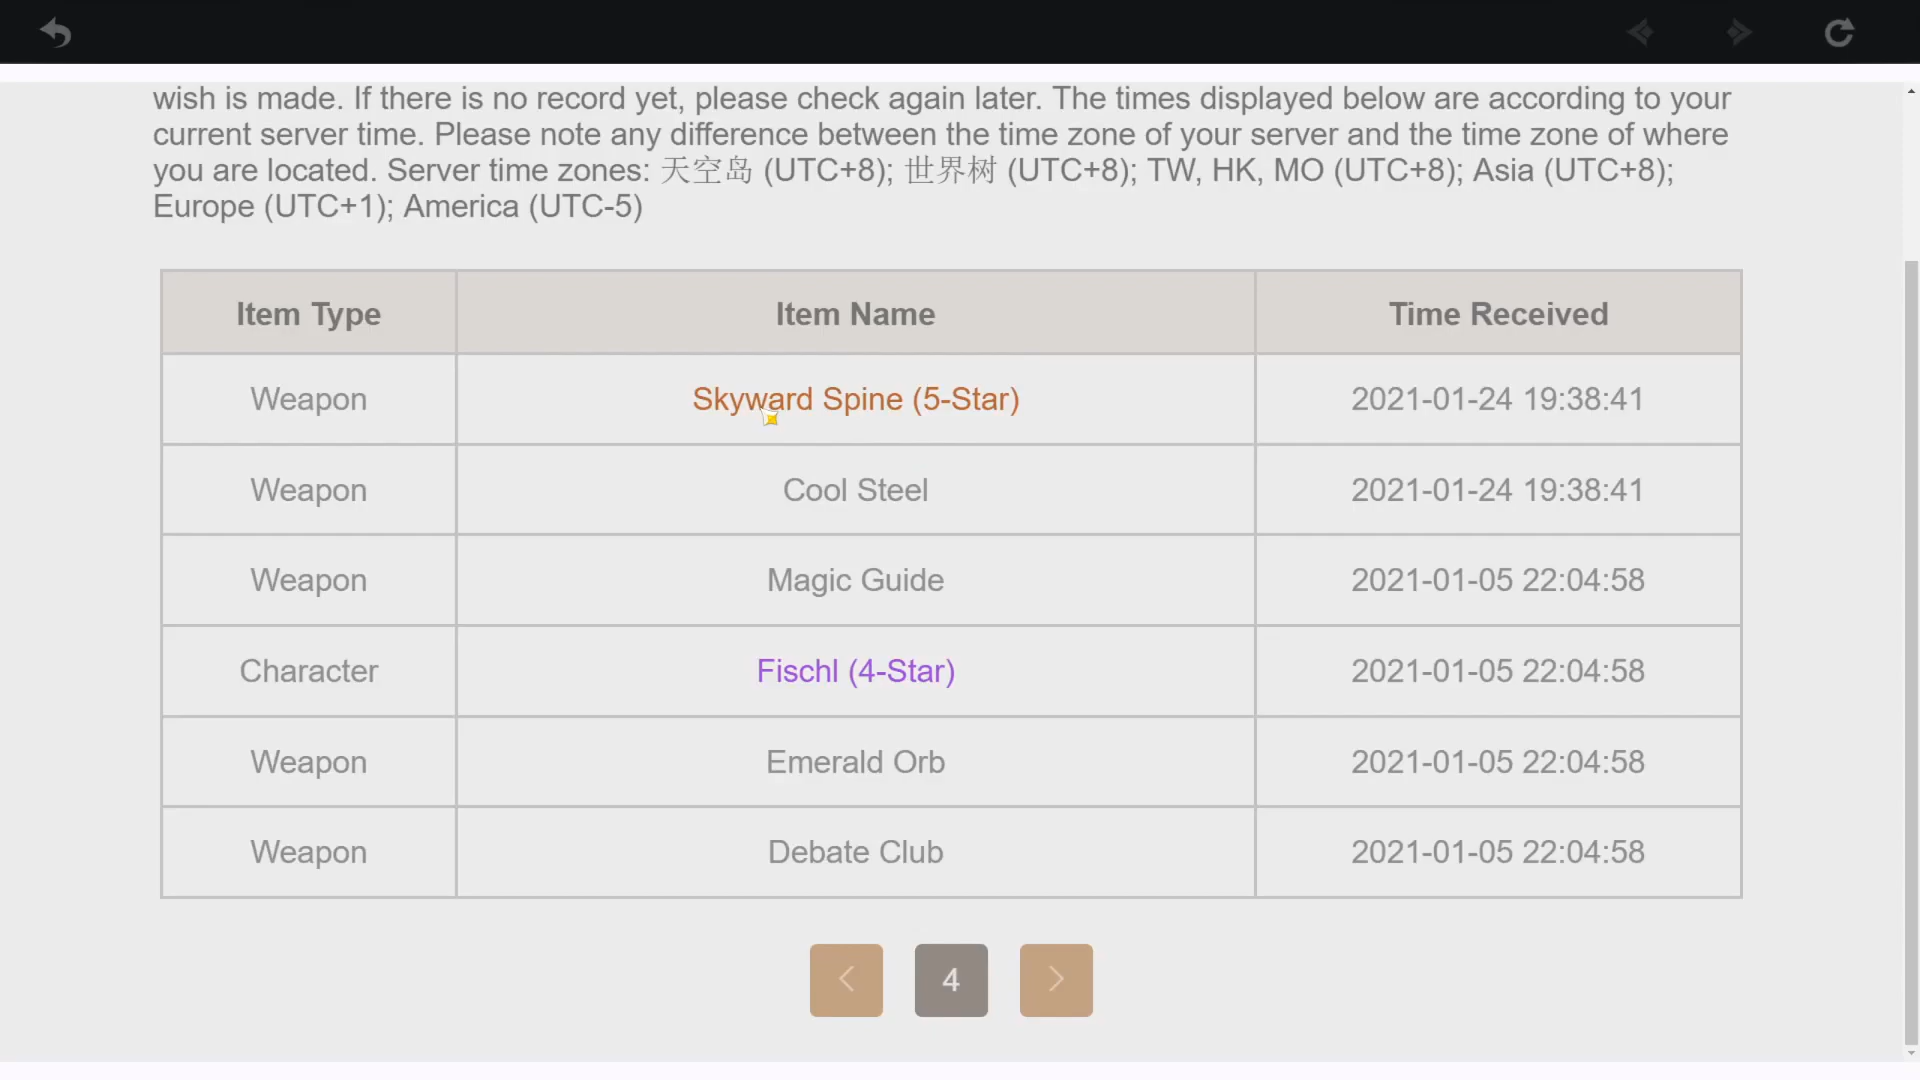 wish is made. If there is no record yet, please check again later. The times displayed below are according to your
current server time. Please note any difference between the time zone of your server and the time zone of where
you are located. Server time zones: 天空岛 (UTC+8); 世界树 (UTC+8); TW, HK, MO (UTC+8); Asia (UTC+8);
Europe (UTC+1); America (UTC-5)
Item Type Item Name Time Received
Weapon Skyward Spine (5-Star) 2021-01-24 19:38:41
Weapon Cool Steel 2021-01-24 19:38:41
Weapon Magic Guide 2021-01-05 22:04:58
Character Fischl (4-Star) 2021-01-05 22:04:58
Weapon Emerald Orb 2021-01-05 22:04:58
Weapon Debate Club 2021-01-05 22:04:58
4